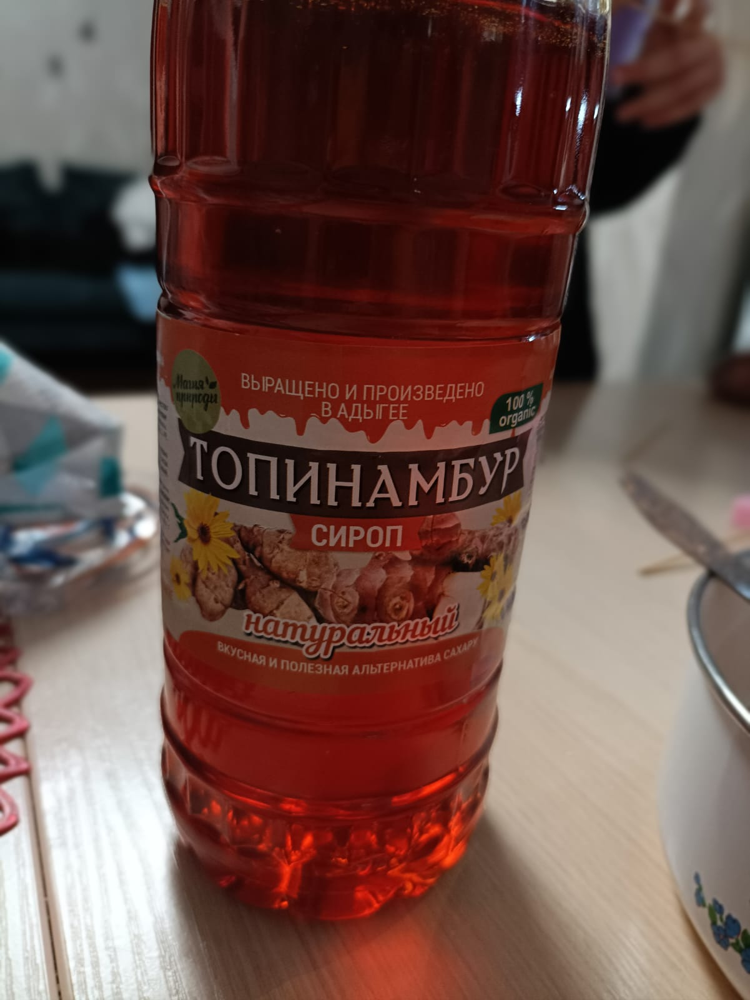 Магия
природы
ВЫРАЩЕНО И ПРОИЗВЕДЕНО
В АДЫГЕЕ
100 %
organic
ТОПИНАМБУР
СИРОП
натуральный
ВКУСНАЯ И ПОЛЕЗНАЯ АЛЬТЕРНАТИВА САХАРУ